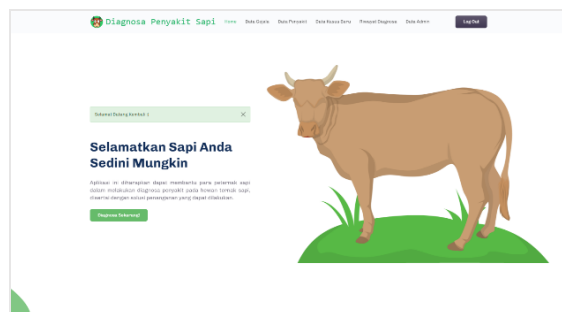 Diagnosa Penyakit Sapi
Home Data Gejala Data Penyakit Data Kasus Baru Riwayat Diagnosa Data Admin Log Out
Selamat Datang Kembali ! ×
Selamatkan Sapi Anda
Sedini Mungkin
Aplikasi ini diharapkan dapat membantu para peternak sapi
dalam melakukan diagnosa penyakit pada hewan ternak sapi,
disertai dengan solusi penanganan yang dapat dilakukan.
Diagnosa Sekarang!